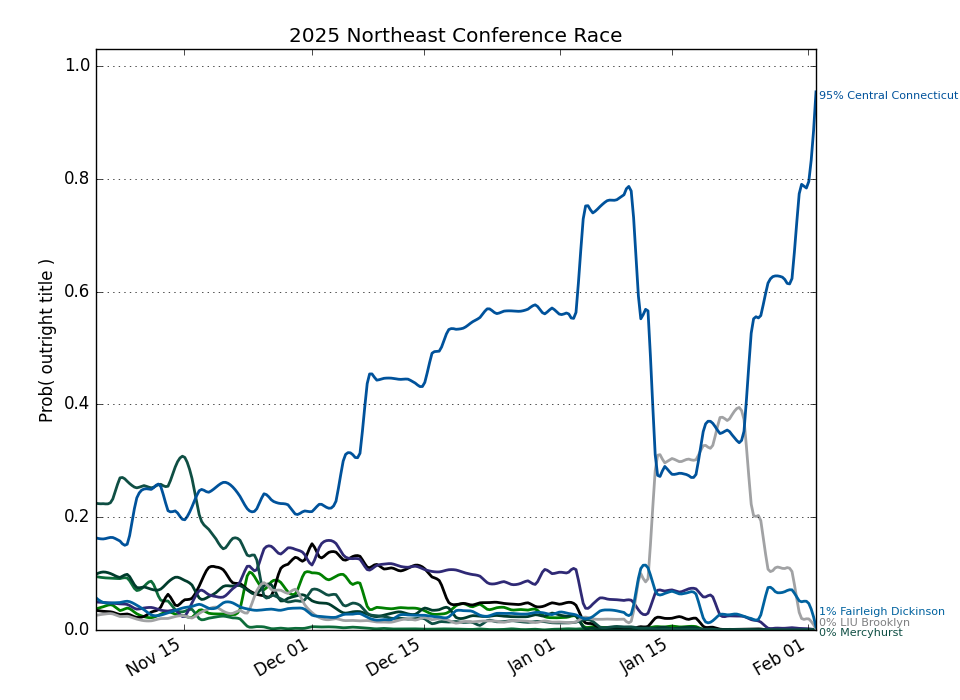 2025 Northeast Conference Race
1.0
0.8
0.6
0.4
0.2
0.0
Prob( outright title )
Nov 15
Dec 01
Dec 15
Jan 01
Jan 15
Feb 01
95% Central Connecticut
1% Fairleigh Dickinson
0% LIU Brooklyn
0% Mercyhurst